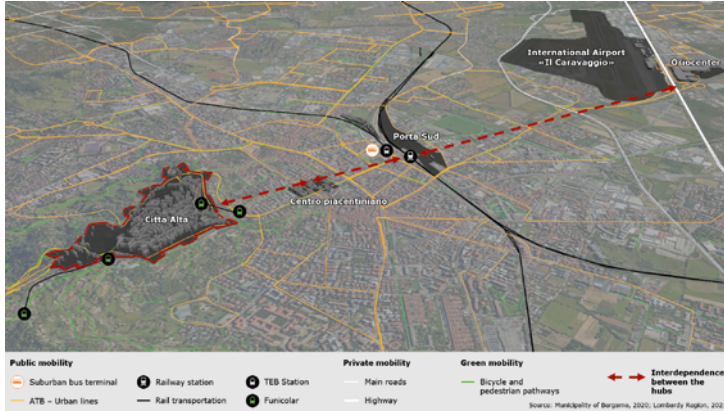 International Airport
«Il Caravaggio»
Oriocenter
Porta Sud
Centro piacentiniano
Città Alta
Public mobility
Private mobility
Green mobility
Suburban bus terminal
Railway station
TEB Station
Main roads
Bicycle and
pedestrian pathways
Interdependence
between the
hubs
ATB – Urban lines
Rail transportation
Funicolar
Highway
Source: Municipality of Bergamo, 2020; Lombardy Region, 202